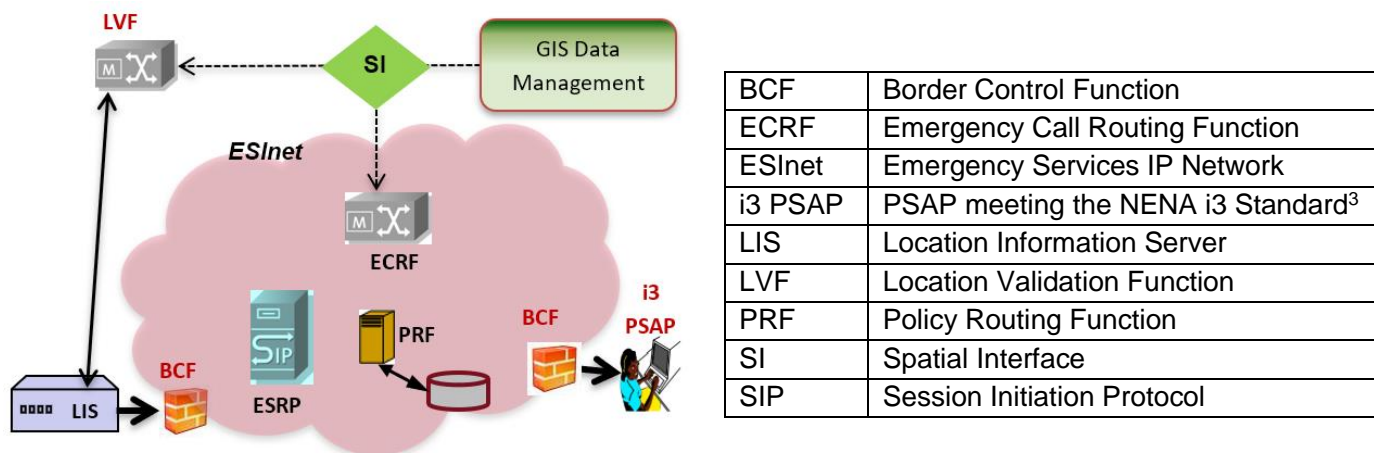 LVF
M
SI
GIS Data
Management
ESInet
M
ECRF
i3
PSAP
BCF
PRF
SIP
BCF
ESRP
LIS
BCF Border Control Function
ECRF Emergency Call Routing Function
ESInet Emergency Services IP Network
i3 PSAP PSAP meeting the NENA i3 Standard³
LIS Location Information Server
LVF Location Validation Function
PRF Policy Routing Function
SI Spatial Interface
SIP Session Initiation Protocol